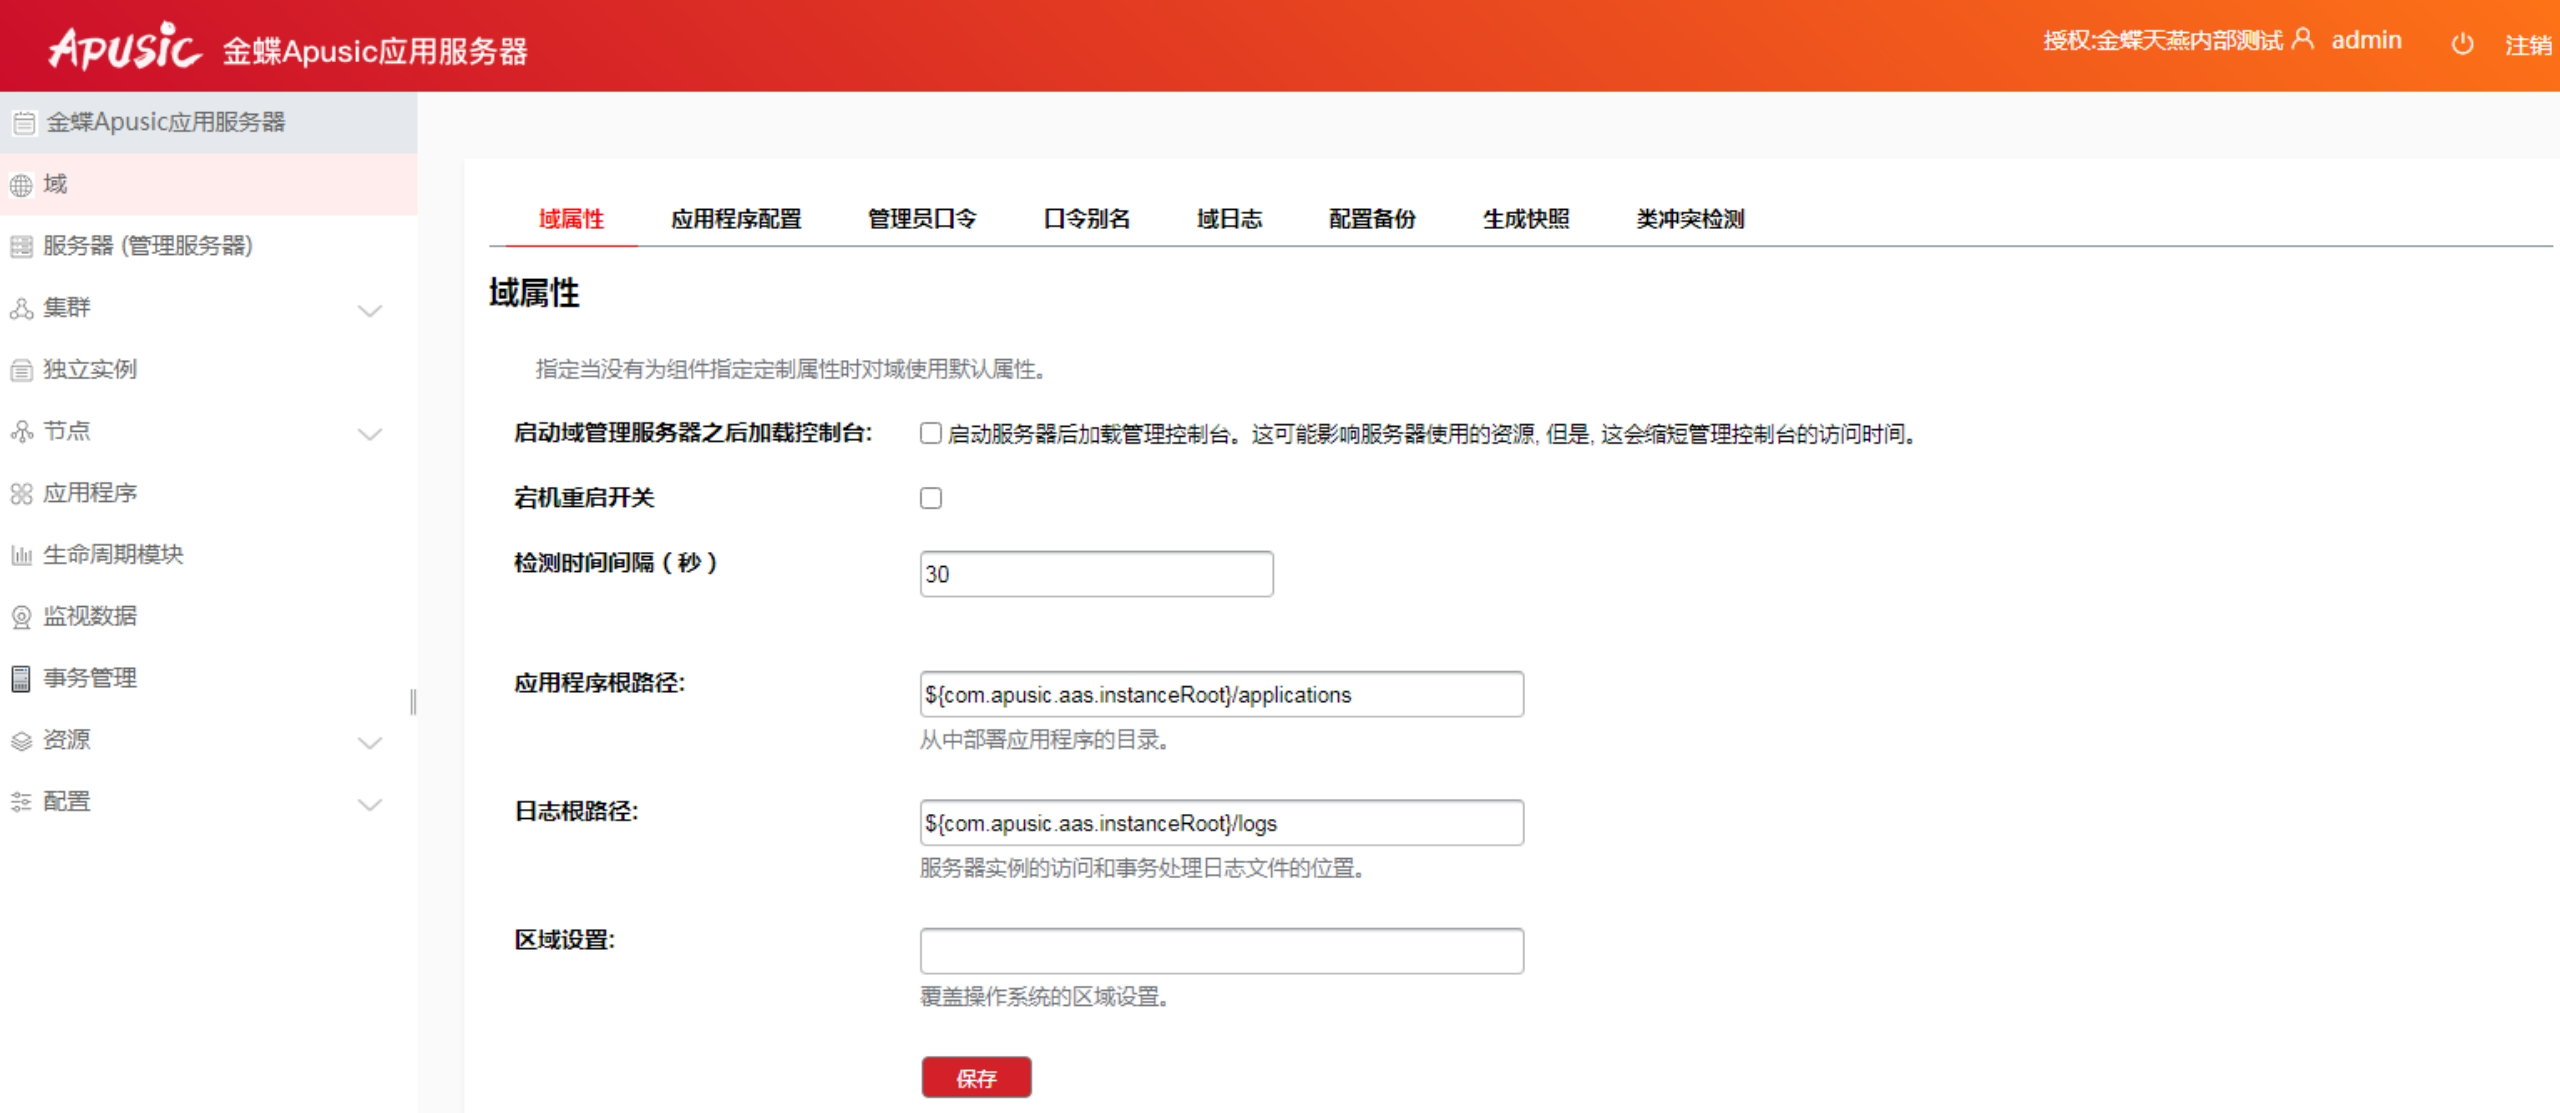 APUSIC 金蝶Apusic应用服务器
授权:金蝶天燕内部测试 admin 注销
金蝶Apusic应用服务器
域
服务器 (管理服务器)
集群
独立实例
节点
应用程序
生命周期模块
监视数据
事务管理
资源
配置
域属性 应用程序配置 管理员口令 口令别名 域日志 配置备份 生成快照 类冲突检测
域属性
指定当没有为组件指定定制属性时对域使用默认属性。
启动域管理服务器之后加载控制台: 启动服务器后加载管理控制台。这可能影响服务器使用的资源, 但是, 这会缩短管理控制台的访问时间。
宕机重启开关
检测时间间隔（秒） 30
应用程序根路径: ${com.apusic.aas.instanceRoot}/applications
从中部署应用程序的目录。
日志根路径: ${com.apusic.aas.instanceRoot}/logs
服务器实例的访问和事务处理日志文件的位置。
区域设置:
覆盖操作系统的区域设置。
保存